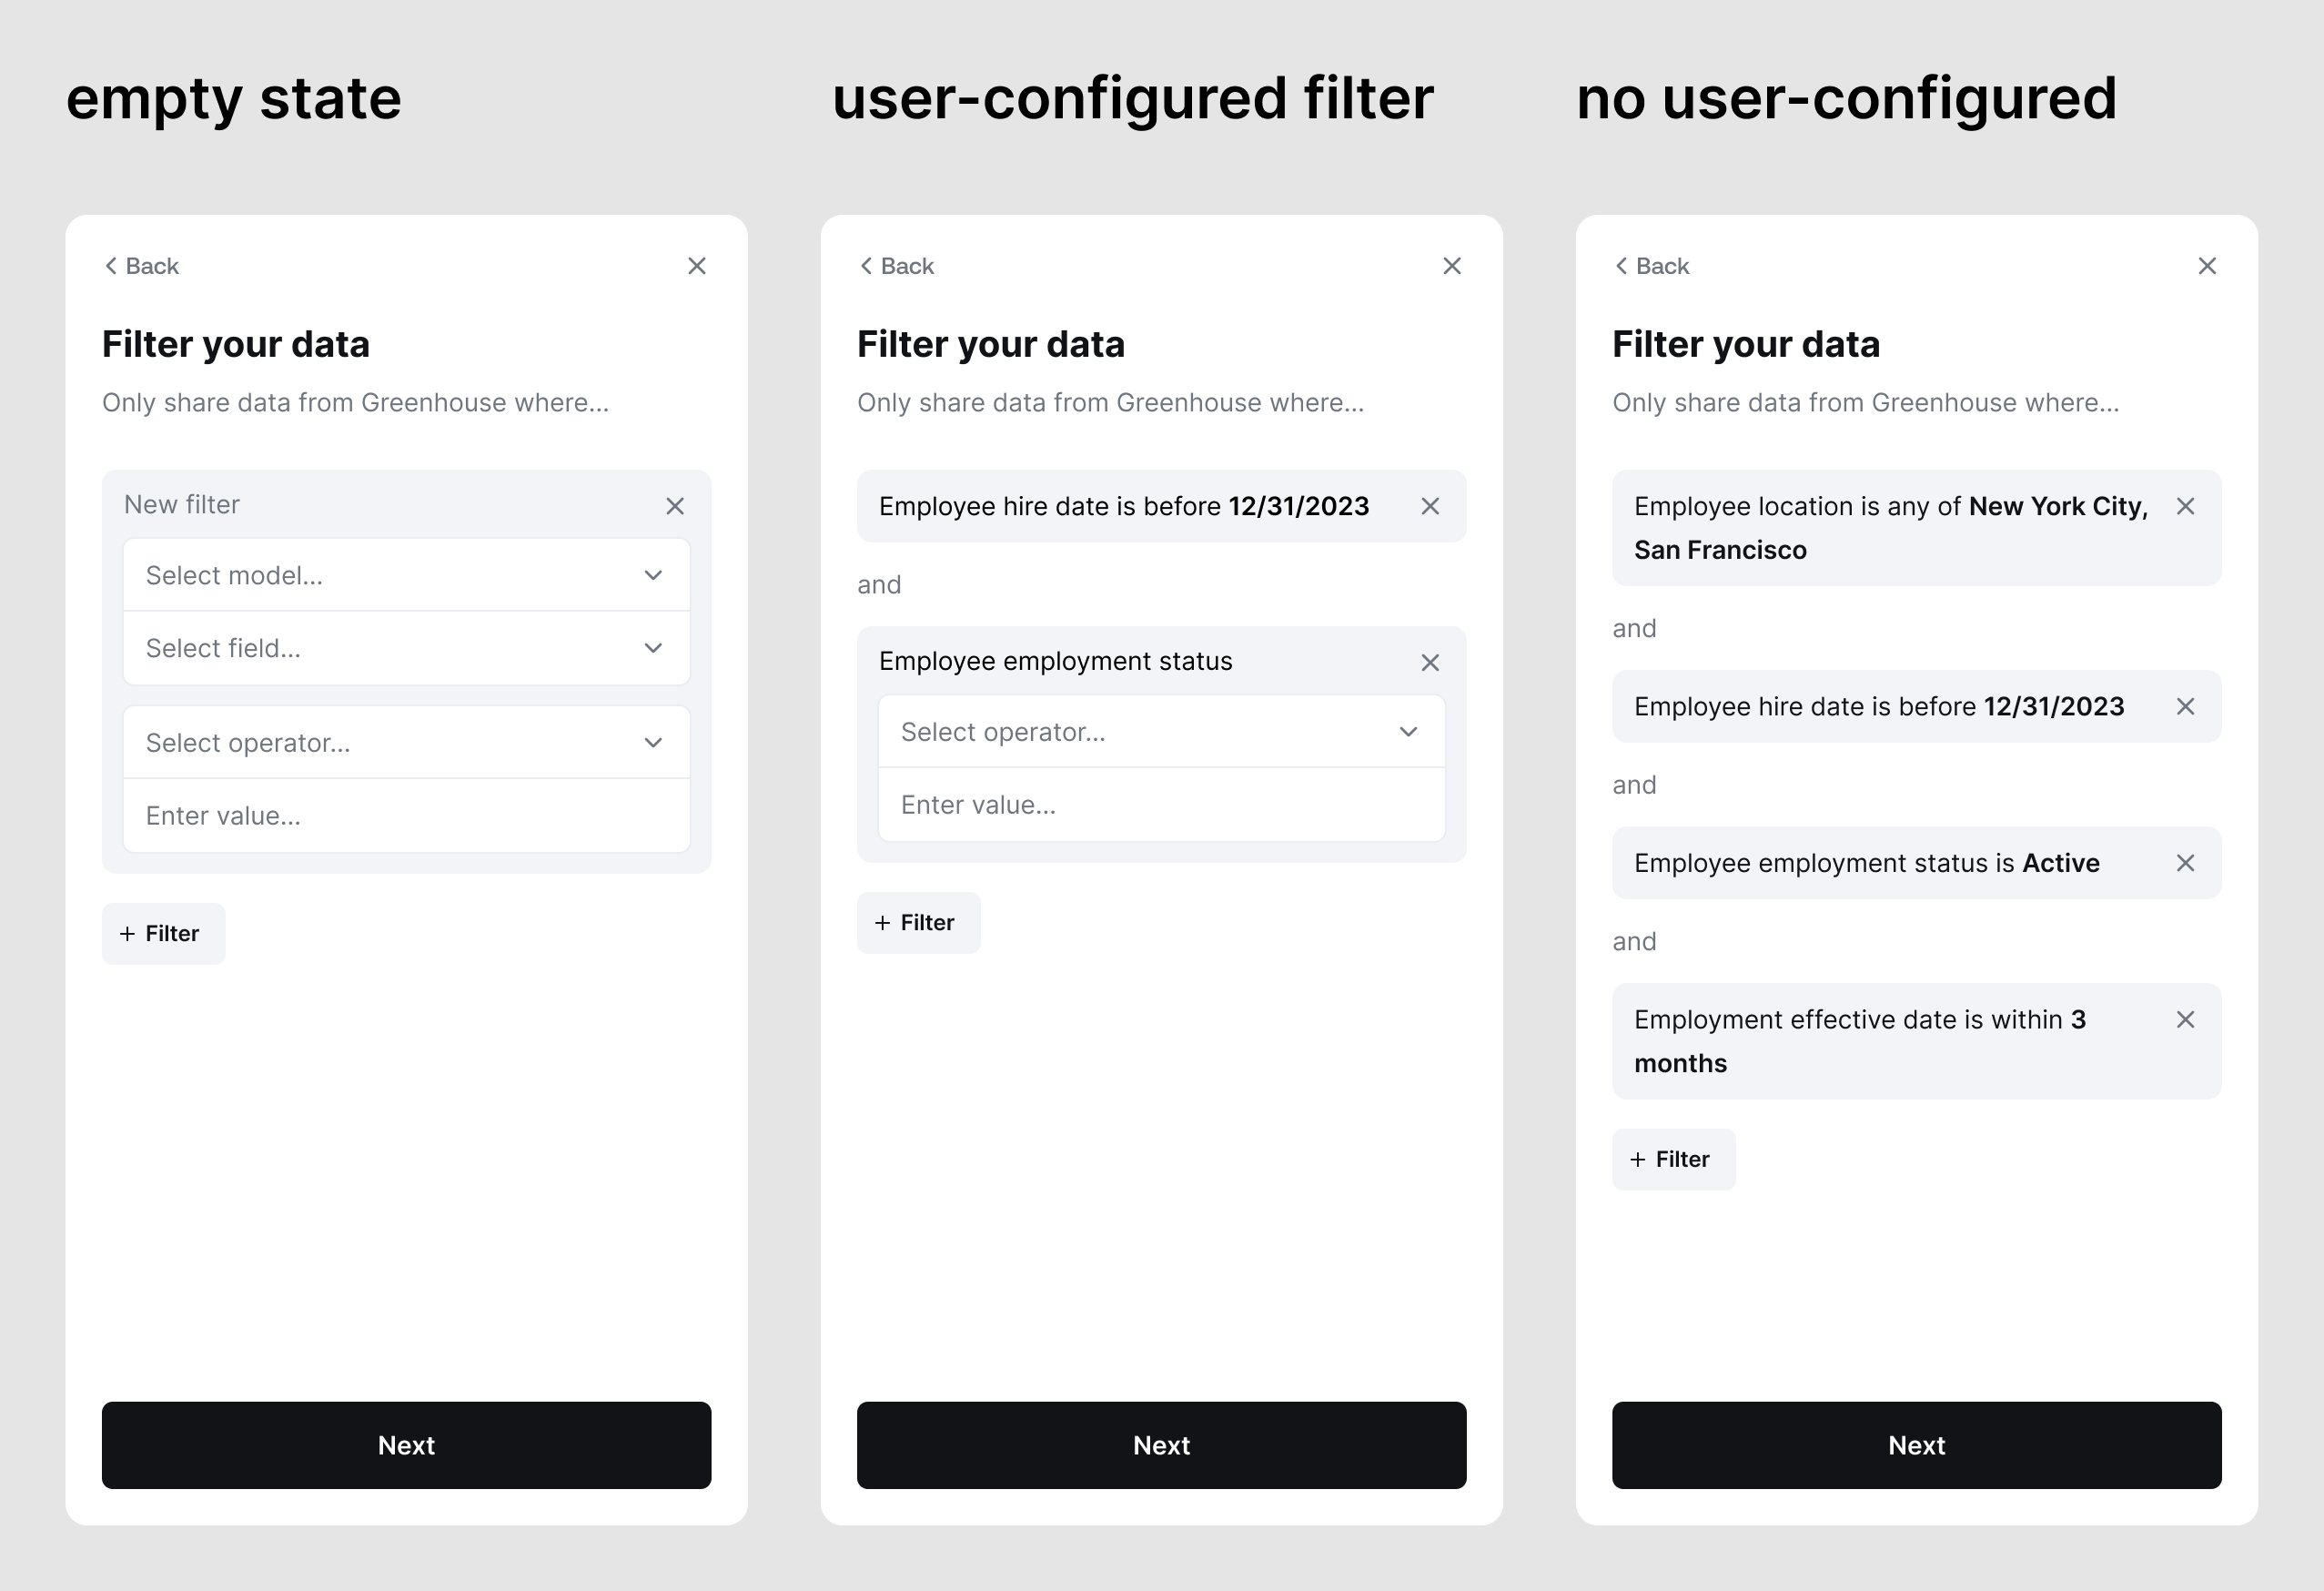 empty state
Back
Filter your data
Only share data from Greenhouse where...
New filter
Select model...
Select field...
Select operator...
Enter value...
+ Filter
Next
user-configured filter
Back
Filter your data
Only share data from Greenhouse where...
Employee hire date is before 12/31/2023
and
Employee employment status
Select operator...
Enter value...
+ Filter
Next
no user-configured
Back
Filter your data
Only share data from Greenhouse where...
Employee location is any of New York City,
San Francisco
and
Employee hire date is before 12/31/2023
and
Employee employment status is Active
and
Employment effective date is within 3
months
+ Filter
Next